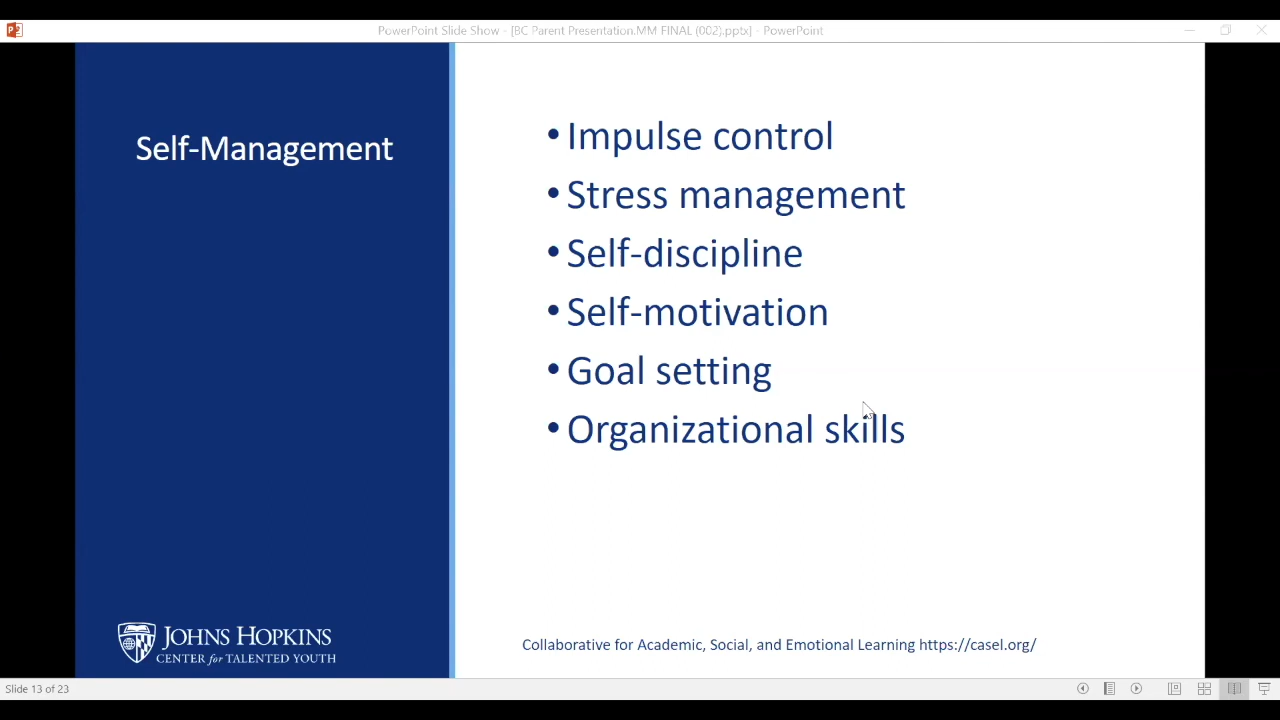 PowerPoint Slide Show - [BC Parent Presentation.MM FINAL (002).pptx] - PowerPoint
Self-Management
• Impulse control
• Stress management
• Self-discipline
• Self-motivation
• Goal setting
• Organizational skills
JOHNS HOPKINS
CENTER for TALENTED YOUTH
Collaborative for Academic, Social, and Emotional Learning https://casel.org/
Slide 13 of 23